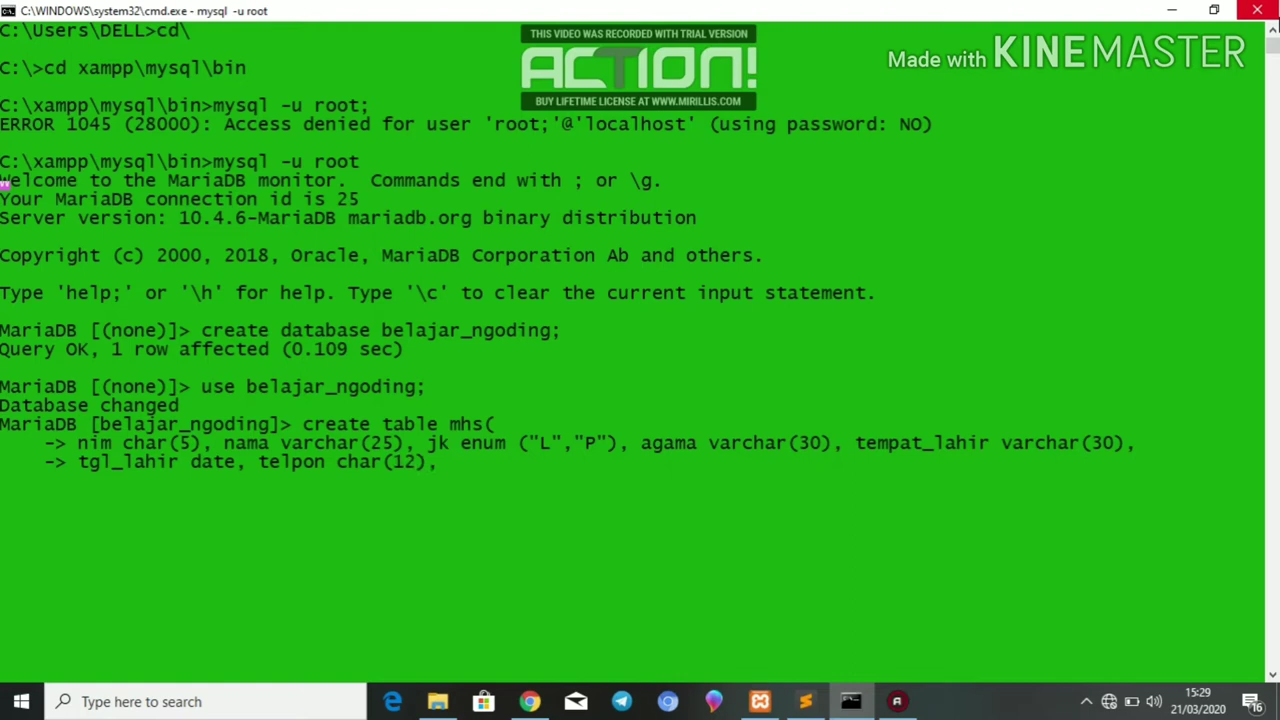 C:\WINDOWS\system32\cmd.exe - mysql -u root
C:\Users\DELL>cd\
THIS VIDEO WAS RECORDED WITH TRIAL VERSION
ACTION!
BUY LIFETIME LICENSE AT WWW.MIRILLIS.COM
Made with KINEMASTER
C:\>cd xampp\mysql\bin
C:\xampp\mysql\bin>mysql -u root;
ERROR 1045 (28000): Access denied for user 'root;'@'localhost' (using password: NO)
C:\xampp\mysql\bin>mysql -u root
Welcome to the MariaDB monitor.  Commands end with ; or \g.
Your MariaDB connection id is 25
Server version: 10.4.6-MariaDB mariadb.org binary distribution
Copyright (c) 2000, 2018, Oracle, MariaDB Corporation Ab and others.
Type 'help;' or '\h' for help. Type '\c' to clear the current input statement.
MariaDB [(none)]> create database belajar_ngoding;
Query OK, 1 row affected (0.109 sec)
MariaDB [(none)]> use belajar_ngoding;
Database changed
MariaDB [belajar_ngoding]> create table mhs(
-> nim char(5), nama varchar(25), jk enum ("L","P"), agama varchar(30), tempat_lahir varchar(30),
-> tgl_lahir date, telpon char(12),
Type here to search
15:29
21/03/2020
16